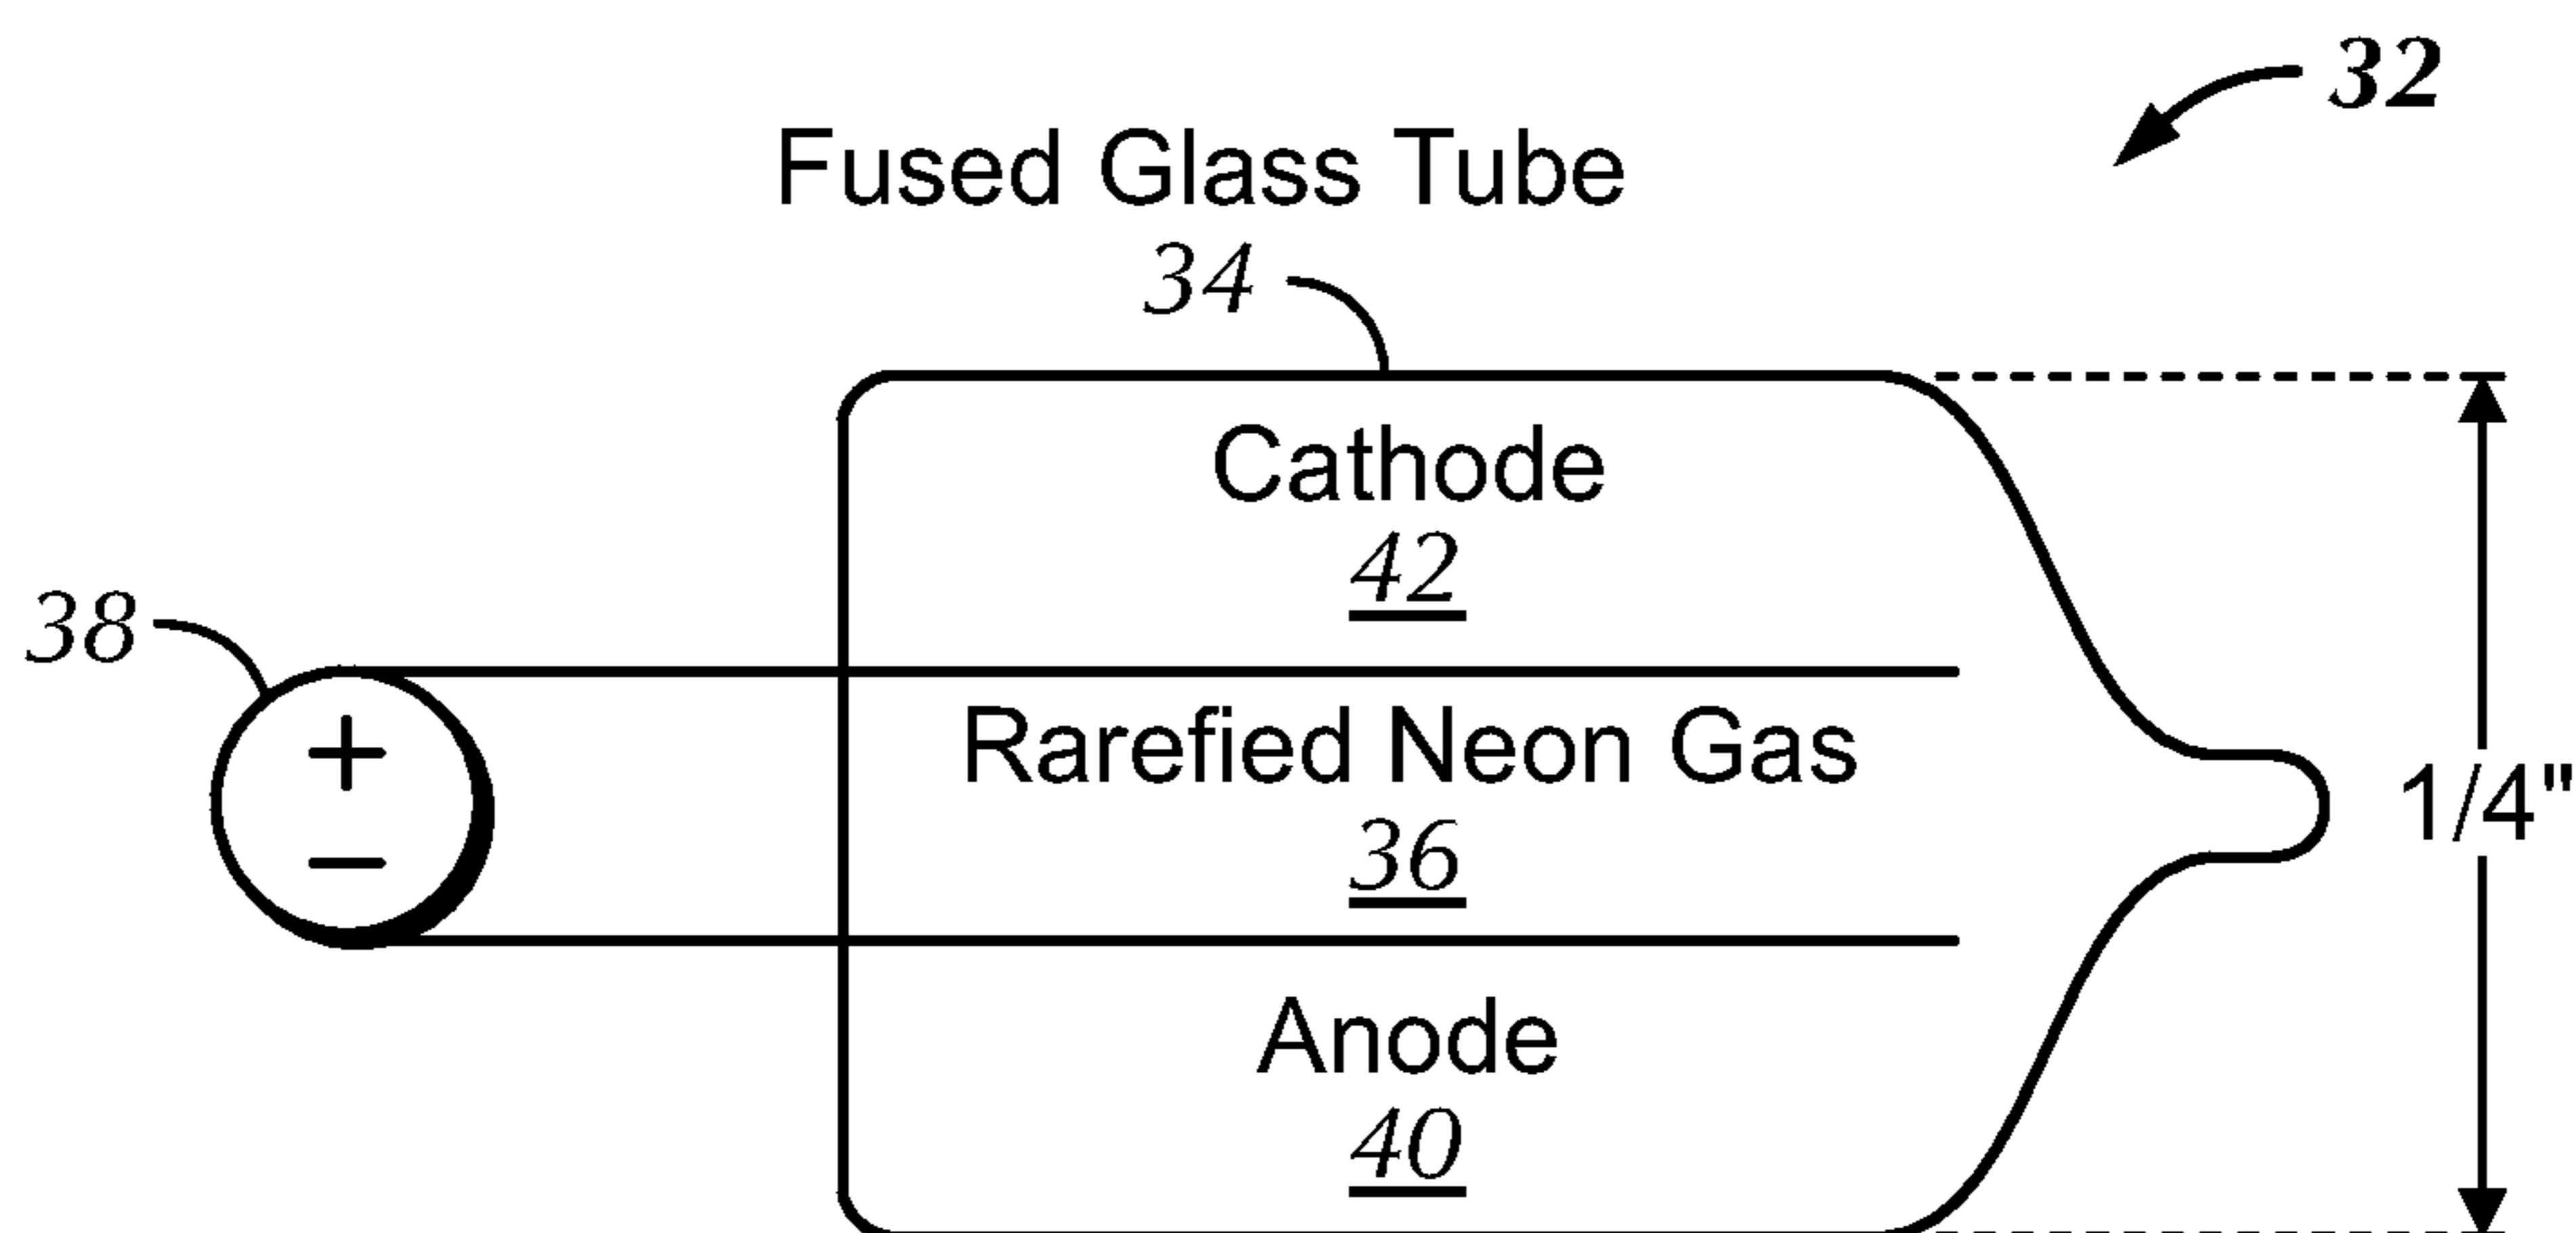 32
Fused Glass Tube
34
Cathode
42
38
+
Rarefied Neon Gas
1/4"
36
−
Anode
40